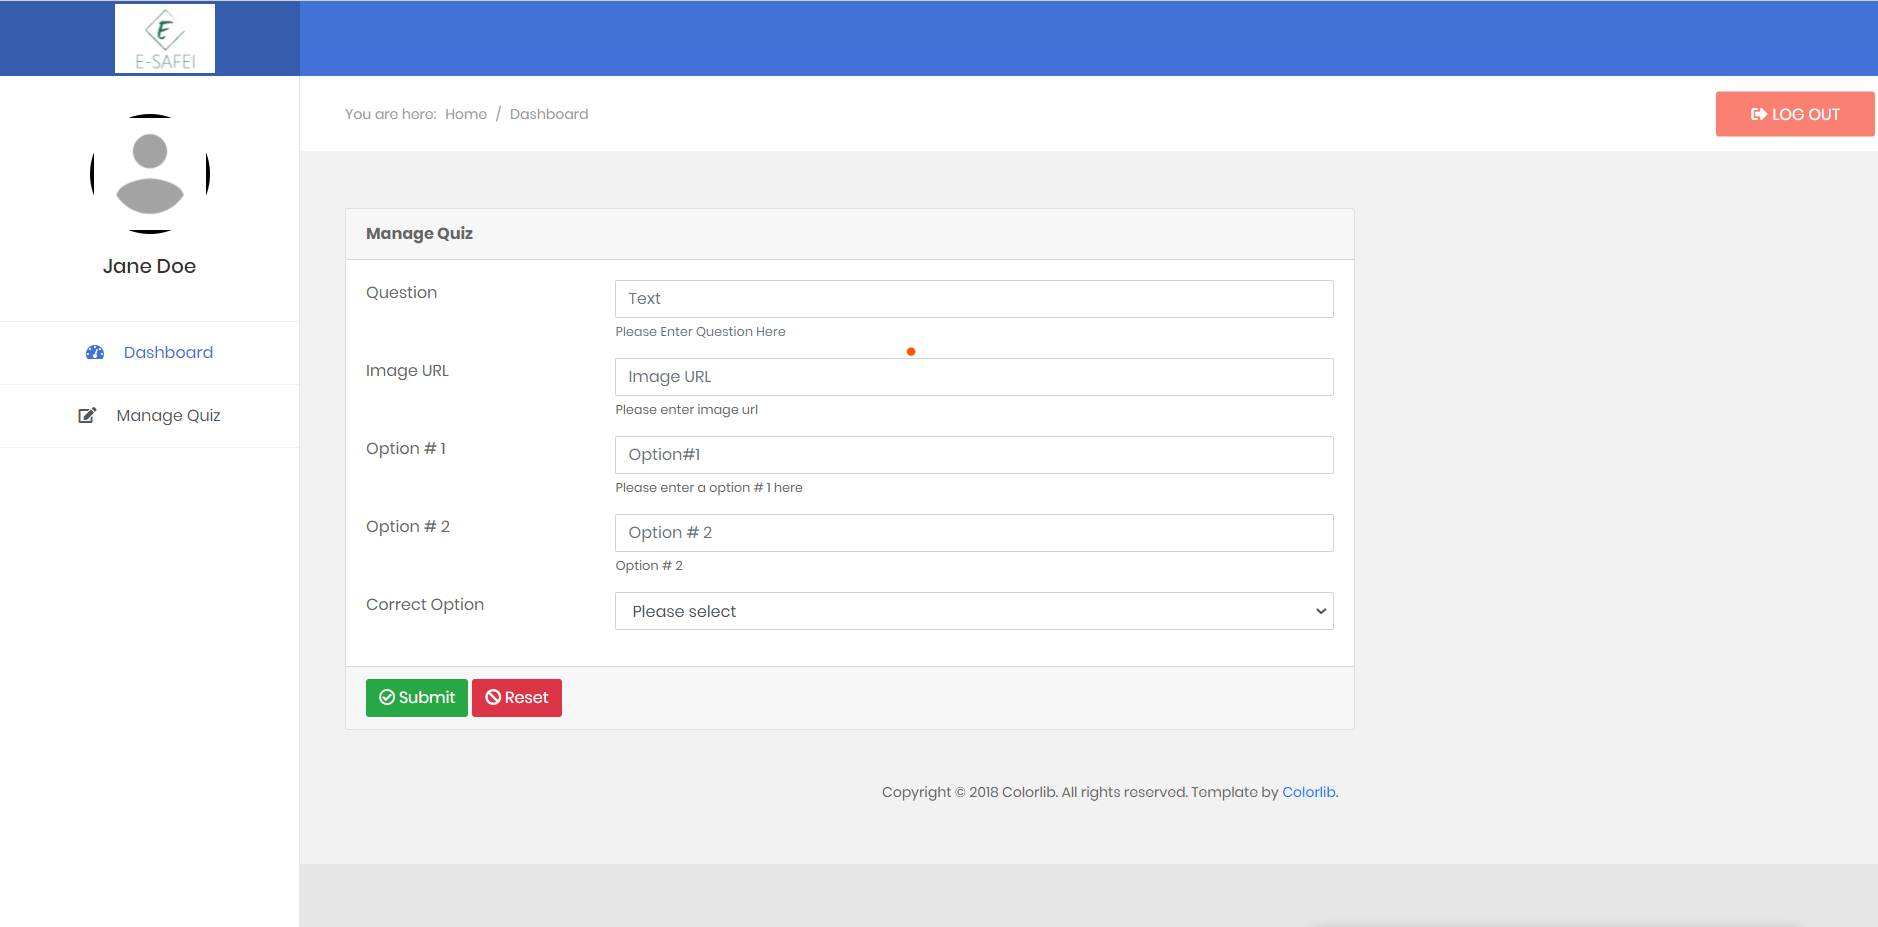 E
E-SAFEI
You are here: Home / Dashboard
LOG OUT
Jane Doe
Dashboard
Manage Quiz
Manage Quiz
Question
Text
Please Enter Question Here
Image URL
Image URL
Please enter image url
Option # 1
Option#1
Please enter a option # 1 here
Option # 2
Option # 2
Option # 2
Correct Option
Please select
Submit Reset
Copyright © 2018 Colorlib. All rights reserved. Template by Colorlib.